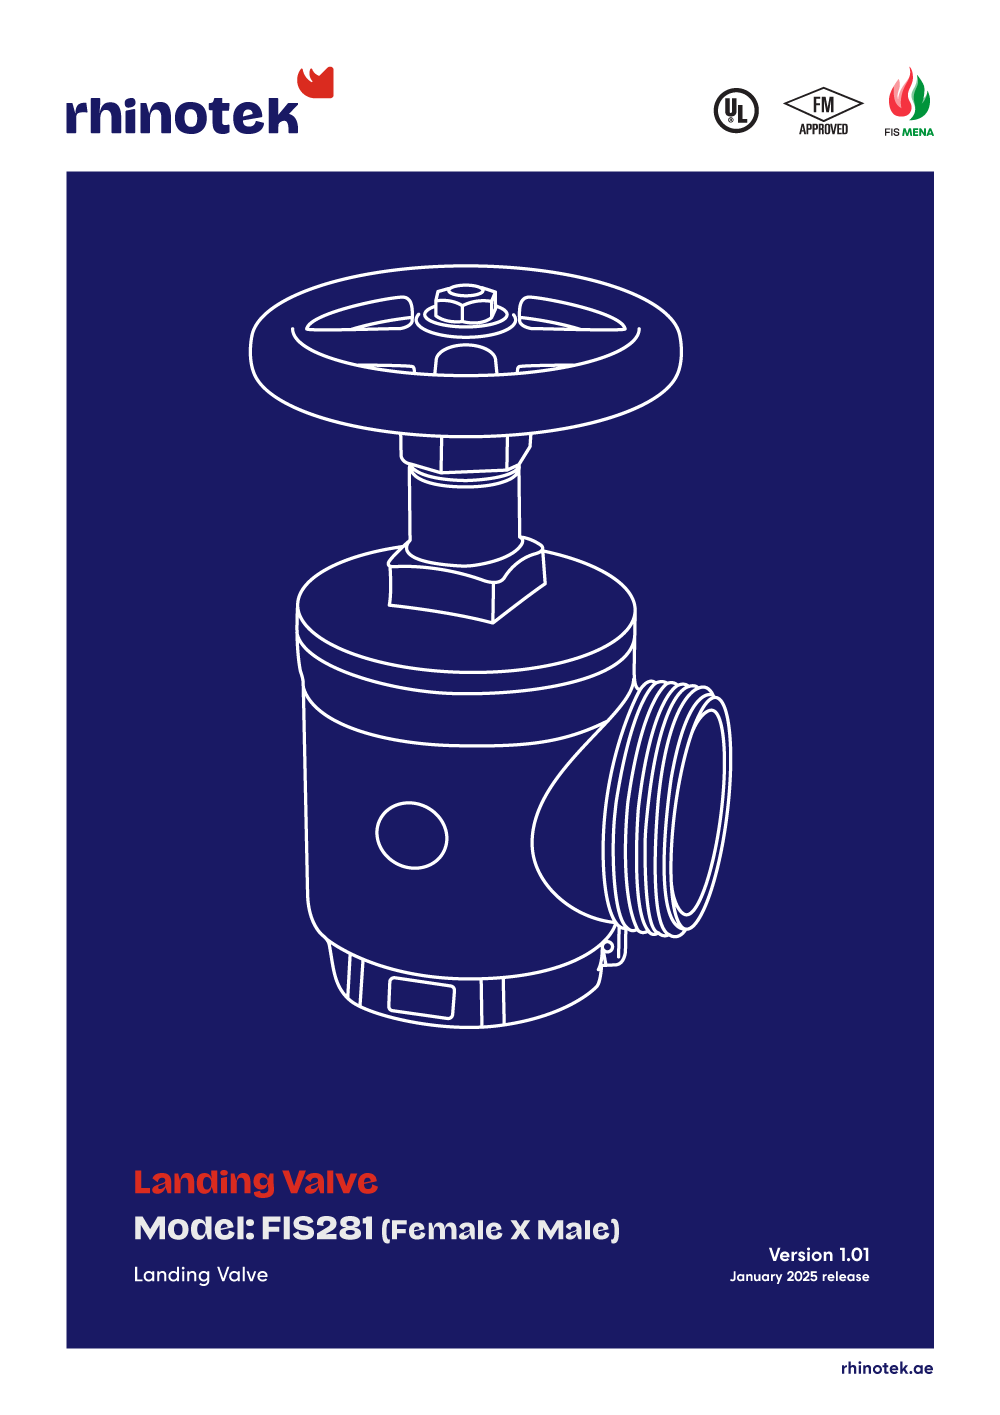 rhinotek
UL
®
FM
APPROVED
FIS MENA
Landing Valve
Model: FIS281 (Female X Male)
Landing Valve
Version 1.01
January 2025 release
rhinotek.ae